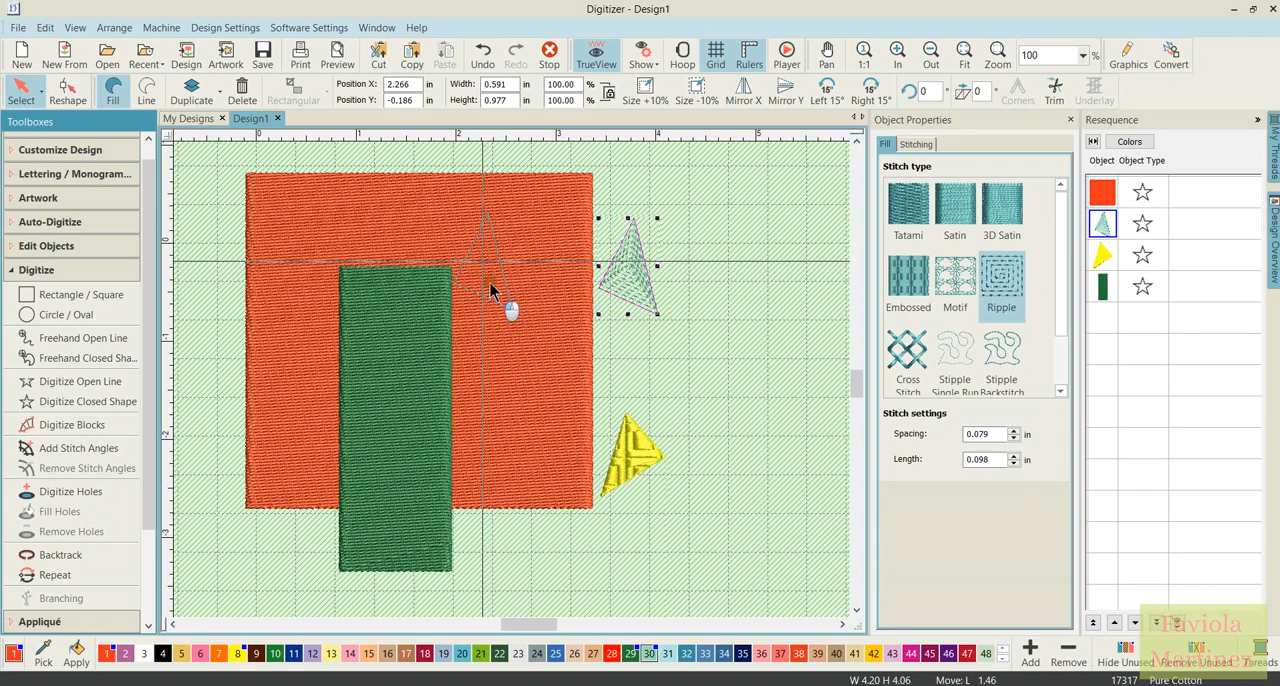 Digitizer - Design1
File Edit View Arrange Machine Design Settings Software Settings Window Help
New New From Open Recent Design Artwork Save Print Preview Cut Copy Paste Undo Redo Stop TrueView Show Hoop Grid Rulers Player Pan 1:1 In Out Fit Zoom 100 % Graphics Convert
Select Reshape Fill Line Duplicate Delete Rectangular Position X: 2.266 in Width: 0.591 in 100.00 % Size +10% Size -10% Mirror X Mirror Y Left 15° Right 15° 0 ° 0 ° Corners Trim Underlay
Position Y: -0.186 in Height: 0.977 in 100.00 %
Toolboxes
My Designs Design1
Object Properties
Resequence
My Threads
Design Overview
Customize Design
Lettering / Monogram...
Artwork
Auto-Digitize
Edit Objects
Digitize
Rectangle / Square
Circle / Oval
Freehand Open Line
Freehand Closed Sha...
Digitize Open Line
Digitize Closed Shape
Digitize Blocks
Add Stitch Angles
Remove Stitch Angles
Digitize Holes
Fill Holes
Remove Holes
Backtrack
Repeat
Branching
Appliqué
0 1 2 3 4 5
0
-1
-2
-3
Fill Stitching
Stitch type
Tatami Satin 3D Satin
Embossed Motif Ripple
Cross Stitch Stipple Single Run Stipple Backstitch
Stitch settings
Spacing: 0.079 in
Length: 0.098 in
Colors
Object Object Type
Faviola
Martinez
1 Pick Apply 1 2 3 4 5 6 7 8 9 10 11 12 13 14 15 16 17 18 19 20 21 22 23 24 25 26 27 28 29 30 31 32 33 34 35 36 37 38 39 40 41 42 43 44 45 46 47 48 Add Remove Hide Unused Remove Unused Threads
W 4.20 H 4.06 Move: L 1.46 17317 Pure Cotton